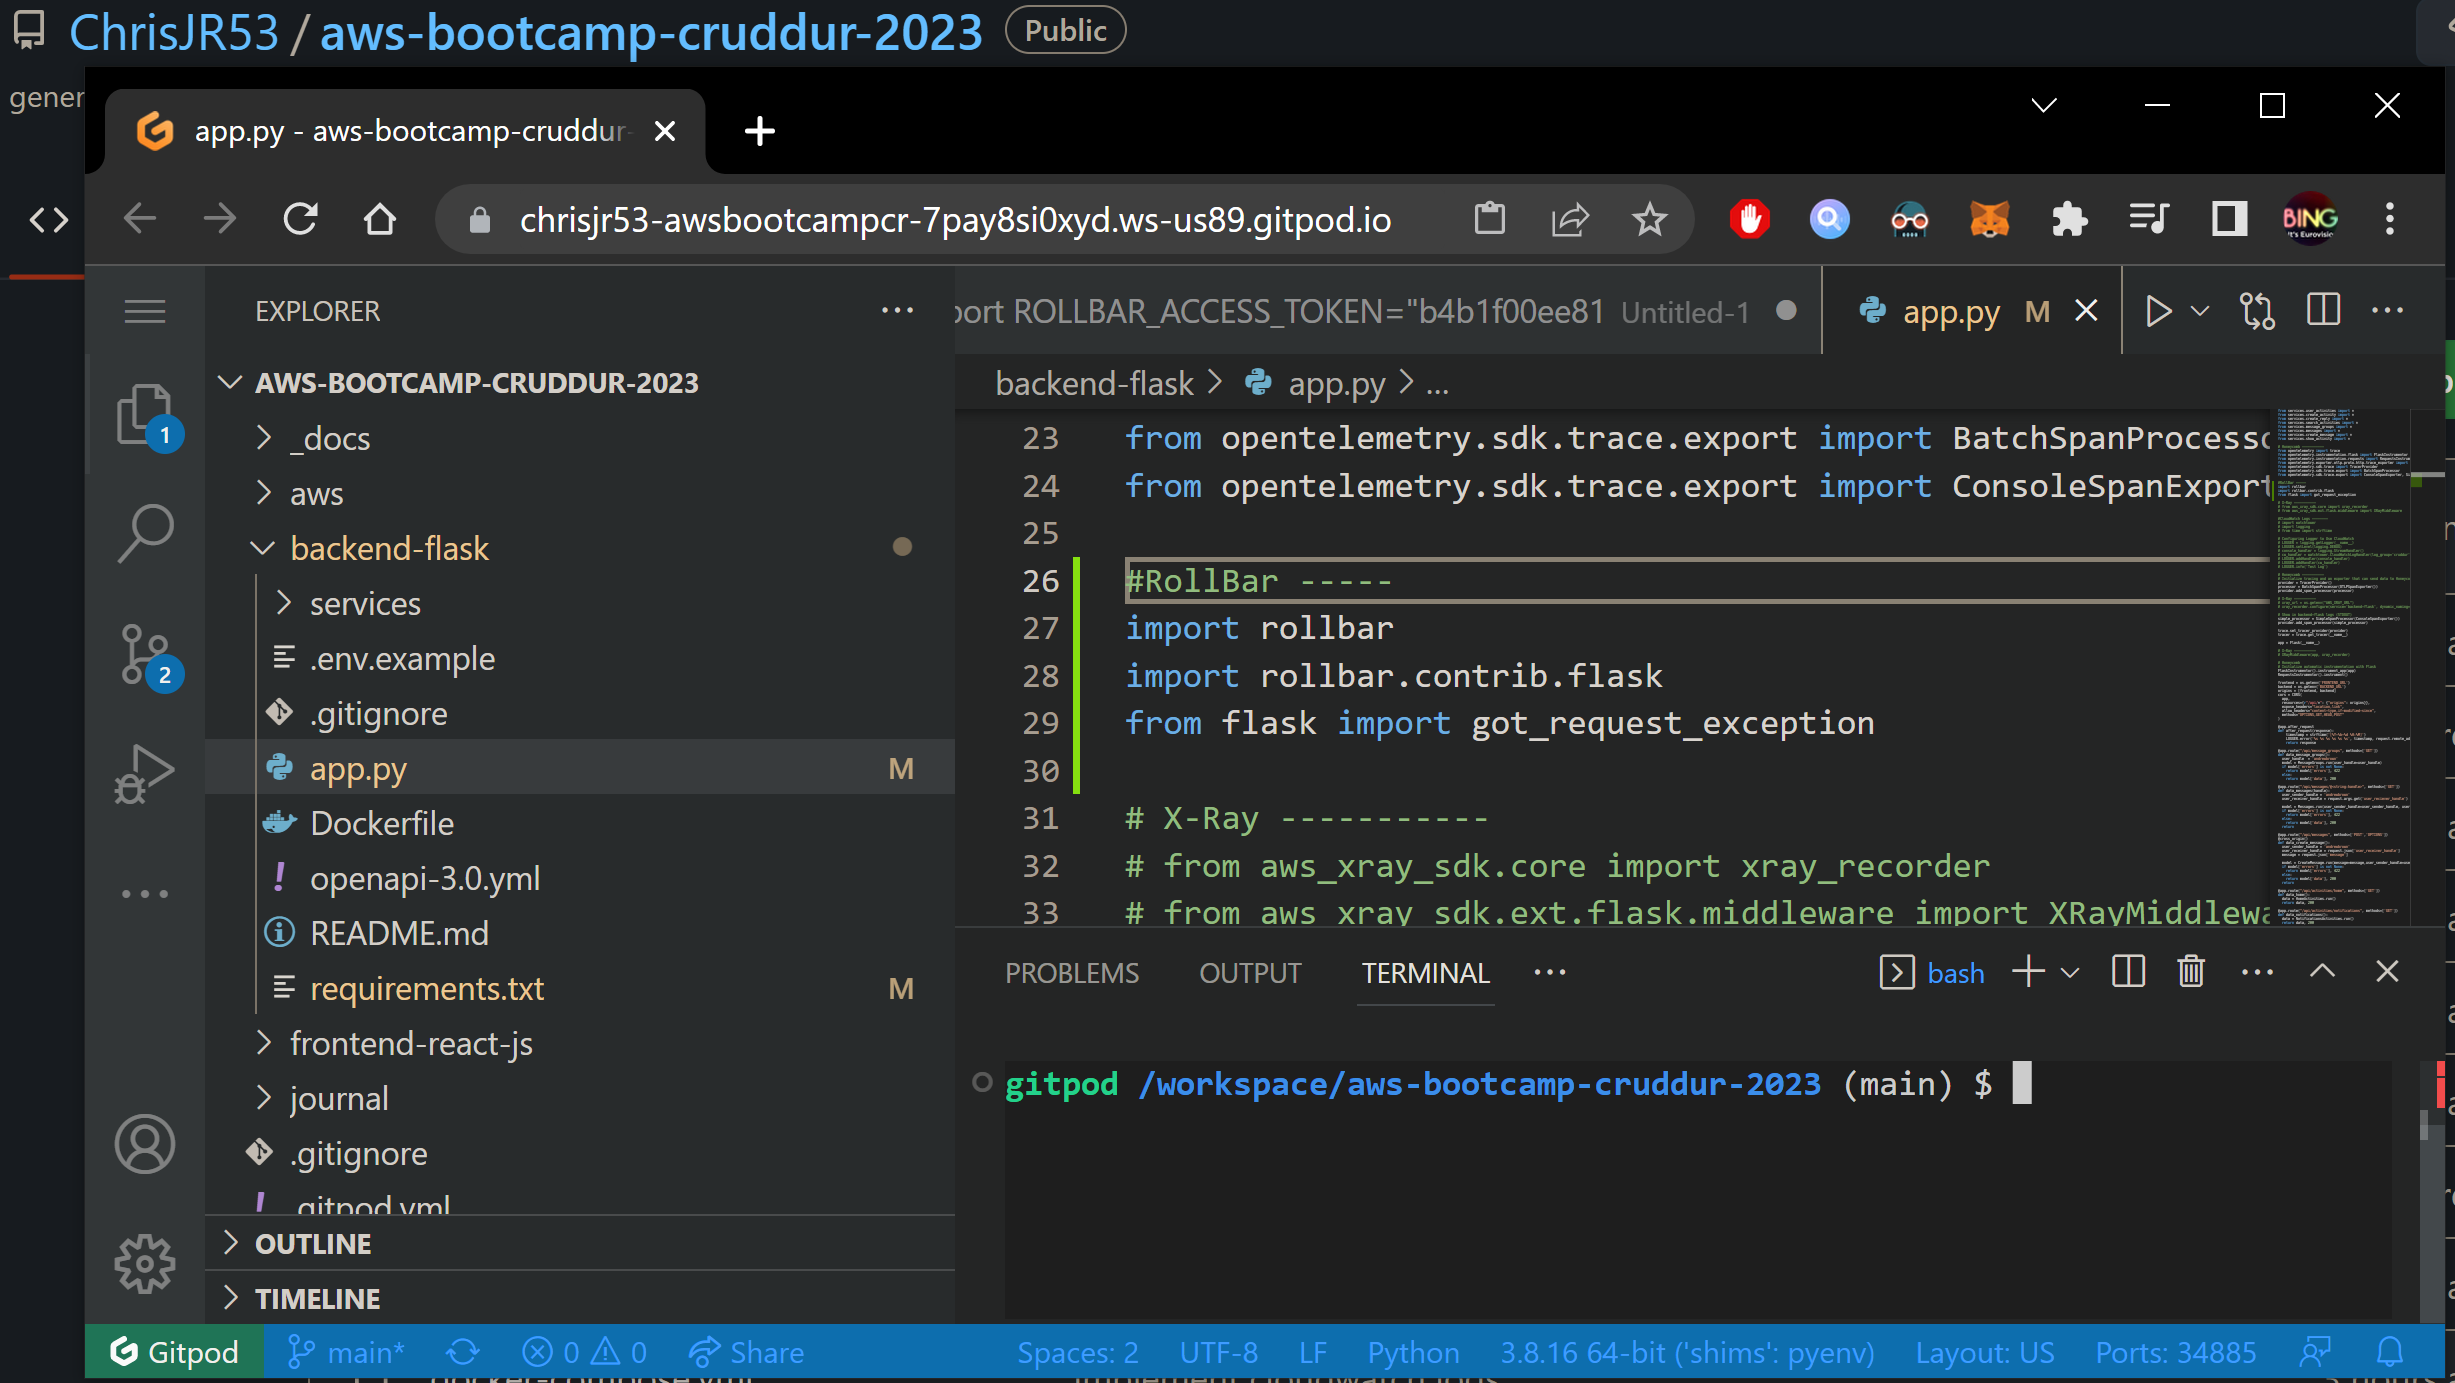 ChrisJR53 / aws-bootcamp-cruddur-2023 Public
gener
app.py - aws-bootcamp-cruddur-
chrisjr53-awsbootcampcr-7pay8si0xyd.ws-us89.gitpod.io
BING
EXPLORER
port ROLLBAR_ACCESS_TOKEN="b4b1f00ee81 Untitled-1
app.py M
AWS-BOOTCAMP-CRUDDUR-2023
_docs
aws
backend-flask
services
.env.example
.gitignore
app.py M
Dockerfile
openapi-3.0.yml
README.md
requirements.txt M
frontend-react-js
journal
.gitignore
.gitpod.yml
OUTLINE
TIMELINE
1
2
backend-flask > app.py > ...
23 from opentelemetry.sdk.trace.export import BatchSpanProcesso
24 from opentelemetry.sdk.trace.export import ConsoleSpanExport
25
26 #RollBar -----
27 import rollbar
28 import rollbar.contrib.flask
29 from flask import got_request_exception
30
31 # X-Ray -----------
32 # from aws_xray_sdk.core import xray_recorder
33 # from aws_xray_sdk.ext.flask.middleware import XRayMiddlewa
PROBLEMS OUTPUT TERMINAL
bash
gitpod /workspace/aws-bootcamp-cruddur-2023 (main) $
Gitpod main* 0 0 Share Spaces: 2 UTF-8 LF Python 3.8.16 64-bit ('shims': pyenv) Layout: US Ports: 34885